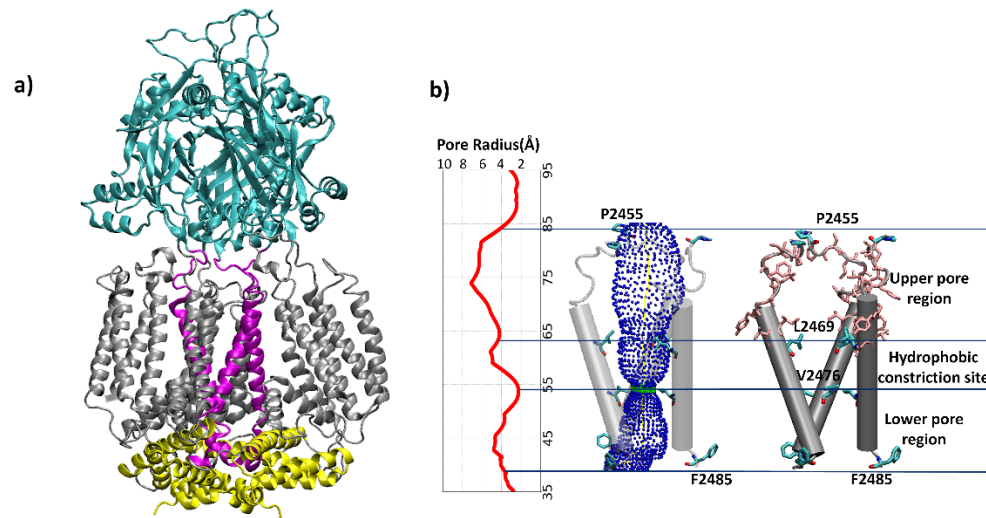 a)
b)
Pore Radius(Å)
10 8 6 4 2
95
85
75
65
55
45
35
P2455
P2455
Upper pore
region
L2469
Hydrophobic
constriction site
V2476
Lower pore
region
F2485
F2485